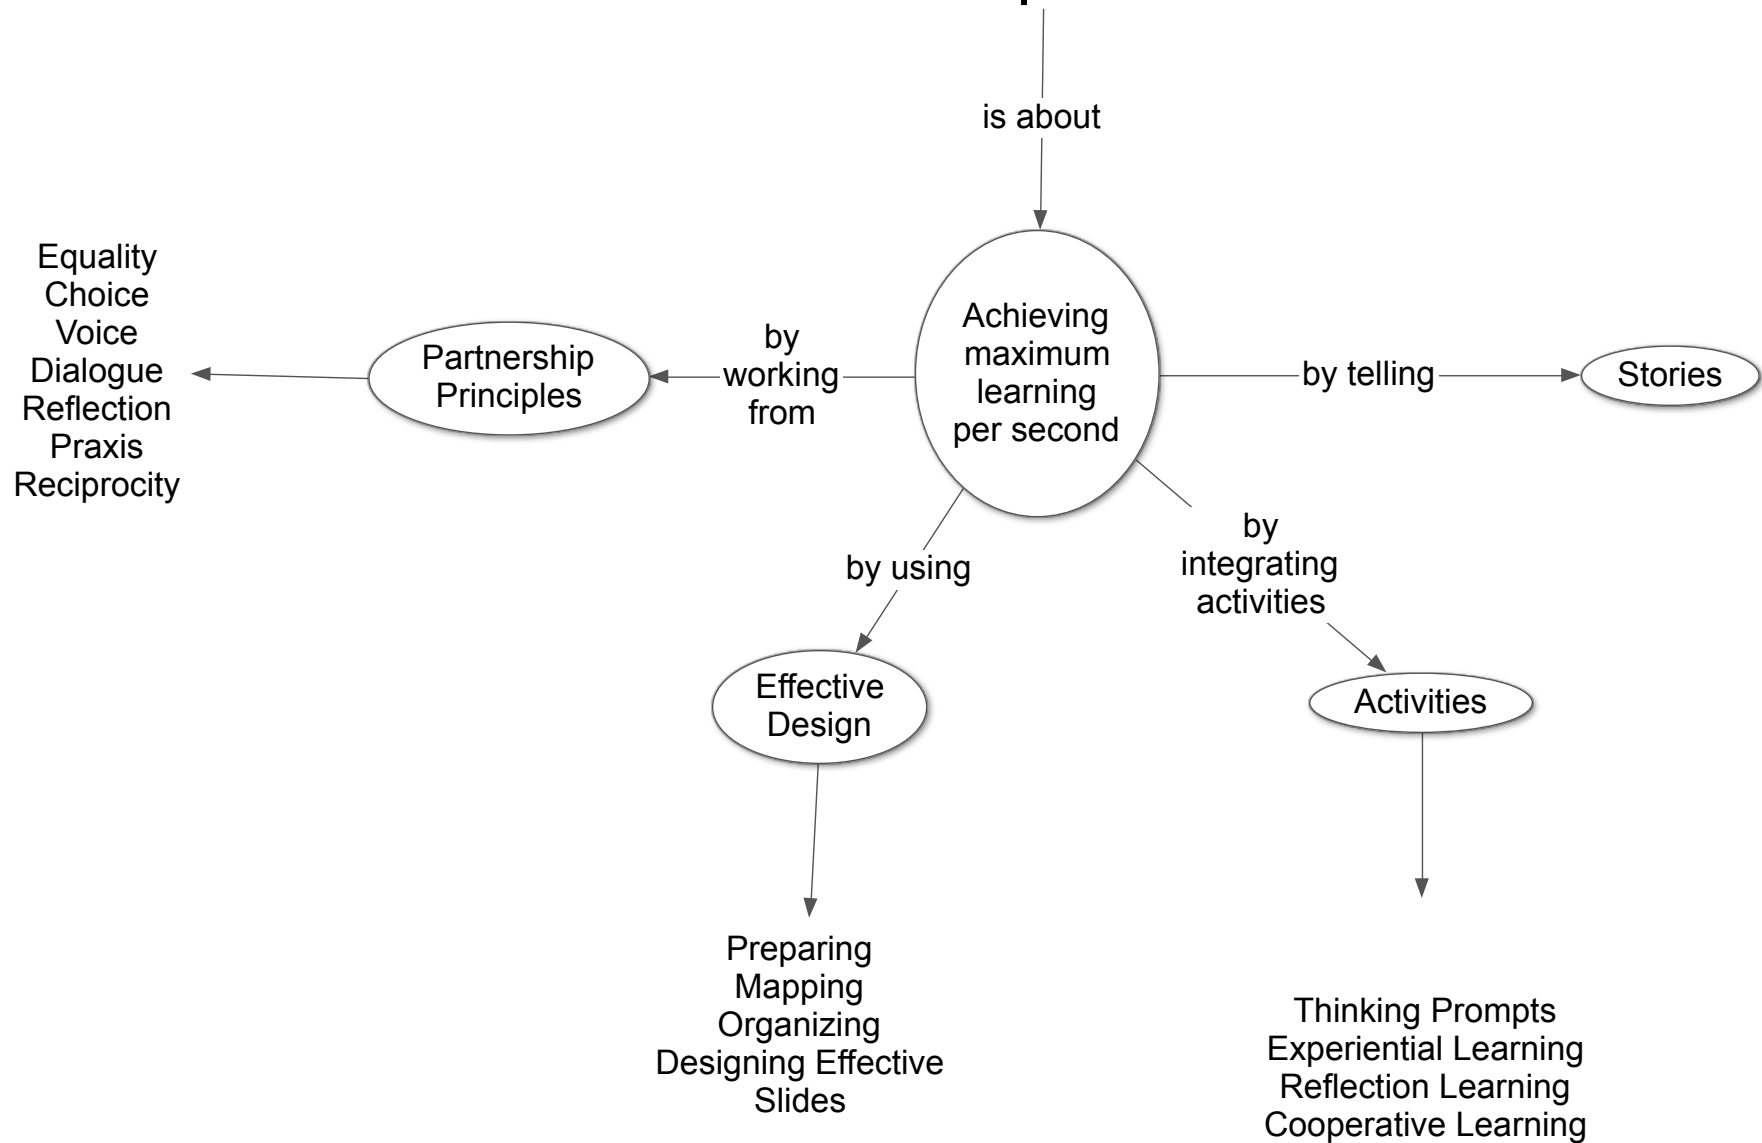 is about
Equality
Choice
Voice
Dialogue
Reflection
Praxis
Reciprocity
Partnership
Principles
by
working
from
Achieving
maximum
learning
per second
by telling
Stories
by using
by
integrating
activities
Effective
Design
Activities
Preparing
Mapping
Organizing
Designing Effective
Slides
Thinking Prompts
Experiential Learning
Reflection Learning
Cooperative Learning